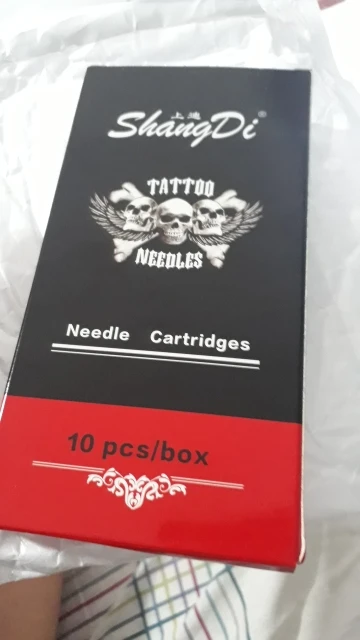 上迪
ShangDi®
TATTOO
NEEDLES
Needle Cartridges
10 pcs/box